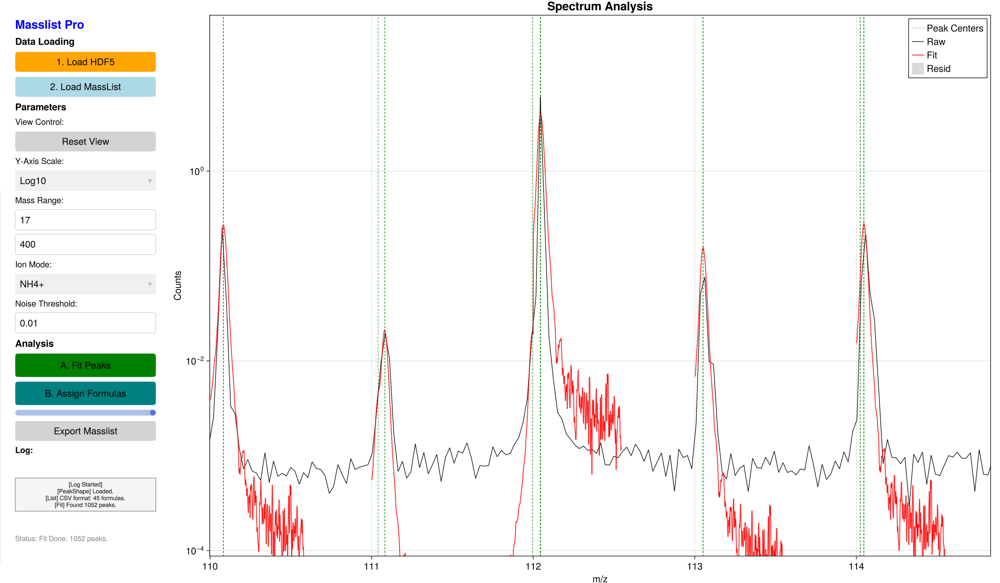 Masslist Pro
Data Loading
1. Load HDF5
2. Load MassList
Parameters
View Control:
Reset View
Y-Axis Scale:
Log10
Mass Range:
17
400
Ion Mode:
NH4+
Noise Threshold:
0.01
Analysis
A. Fit Peaks
B. Assign Formulas
Export Masslist
Log:
[Log Started]
[PeakShape] Loaded.
[List] CSV format: 45 formulas.
[Fit] Found 1052 peaks.
Status: Fit Done. 1052 peaks.
Spectrum Analysis
Peak Centers
Raw
Fit
Resid
Counts
10⁰
10⁻²
10⁻⁴
110 111 112 113 114
m/z